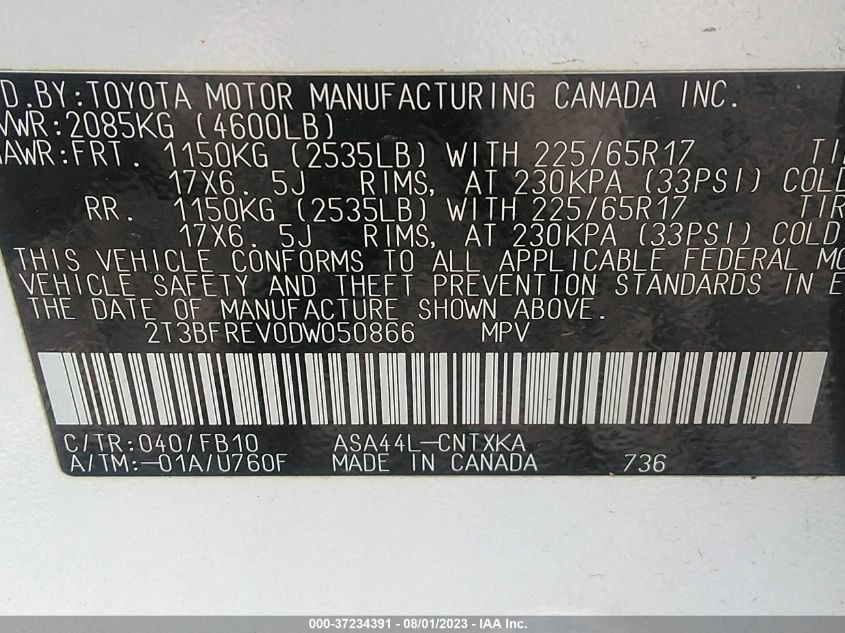 D.BY:TOYOTA MOTOR MANUFACTURING CANADA INC.
VWR:2085KG (4600LB)
AWR:FRT. 1150KG (2535LB) WITH 225/65R17 TI
17X6. 5J RIMS, AT 230KPA (33PSI) COLD
RR. 1150KG (2535LB) WITH 225/65R17 TIR
17X6. 5J RIMS, AT 230KPA (33PSI) COLD
THIS VEHICLE CONFORMS TO ALL APPLICABLE FEDERAL MO
VEHICLE SAFETY AND THEFT PREVENTION STANDARDS IN E
THE DATE OF MANUFACTURE SHOWN ABOVE.
2T3BFREV0DW050866 MPV
C/TR:040/FB10 ASA44L-CNTXKA
A/TM:-01A/U760F MADE IN CANADA 736
000-37234391 - 08/01/2023 - IAA Inc.